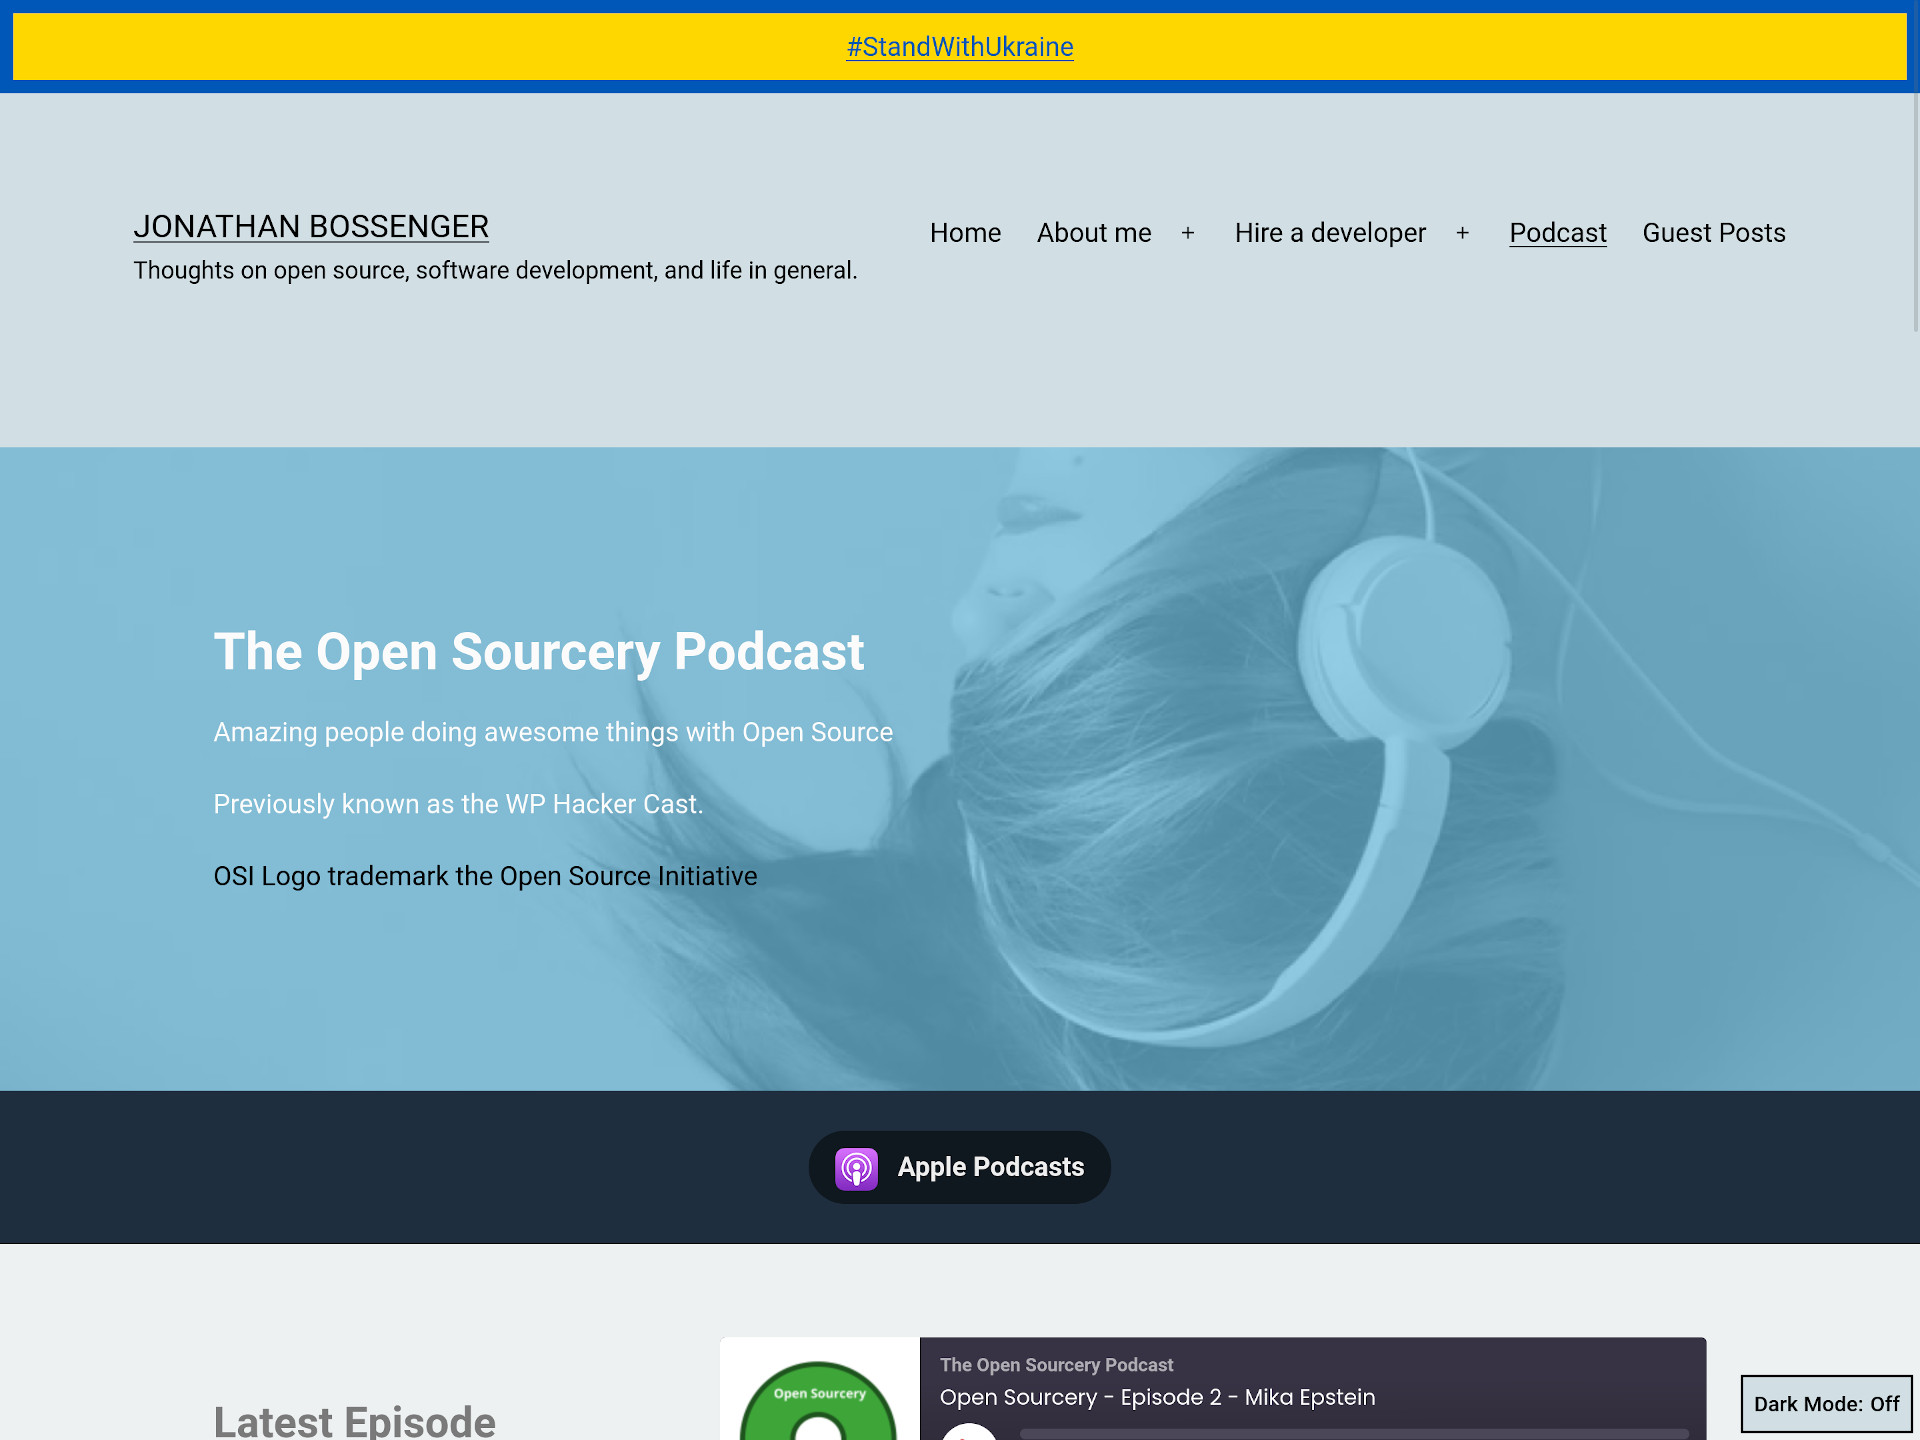 #StandWithUkraine
JONATHAN BOSSENGER
Thoughts on open source, software development, and life in general.
Home
About me +
Hire a developer +
Podcast
Guest Posts
The Open Sourcery Podcast
Amazing people doing awesome things with Open Source
Previously known as the WP Hacker Cast.
OSI Logo trademark the Open Source Initiative
Apple Podcasts
Latest Episode
Open Sourcery
The Open Sourcery Podcast
Open Sourcery - Episode 2 - Mika Epstein
Dark Mode: Off